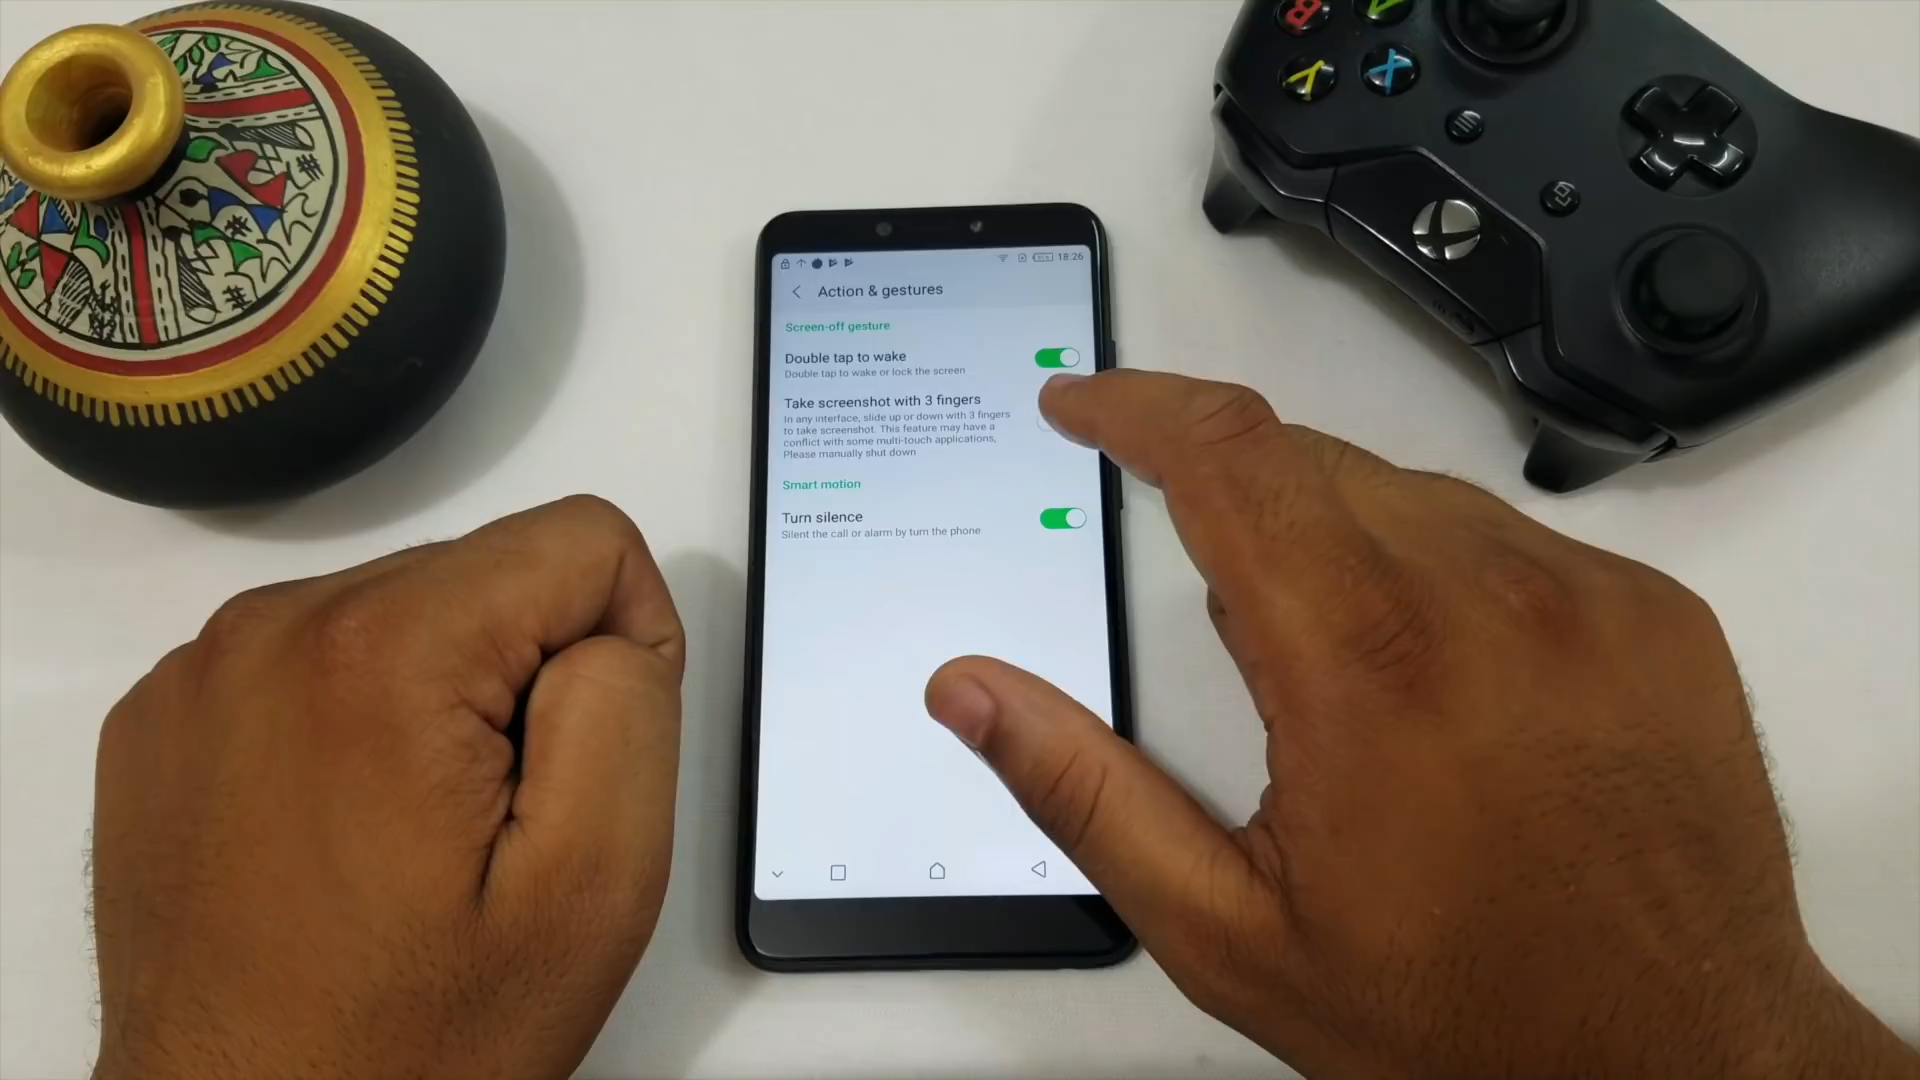 18:26
Action & gestures
Screen-off gesture
Double tap to wake
Double tap to wake or lock the screen
Take screenshot with 3 fingers
In any interface, slide up or down with 3 fingers
to take screenshot. This feature may have a
conflict with some multi-touch applications,
Please manually shut down
Smart motion
Turn silence
Silent the call or alarm by turn the phone
B
A
Y
X